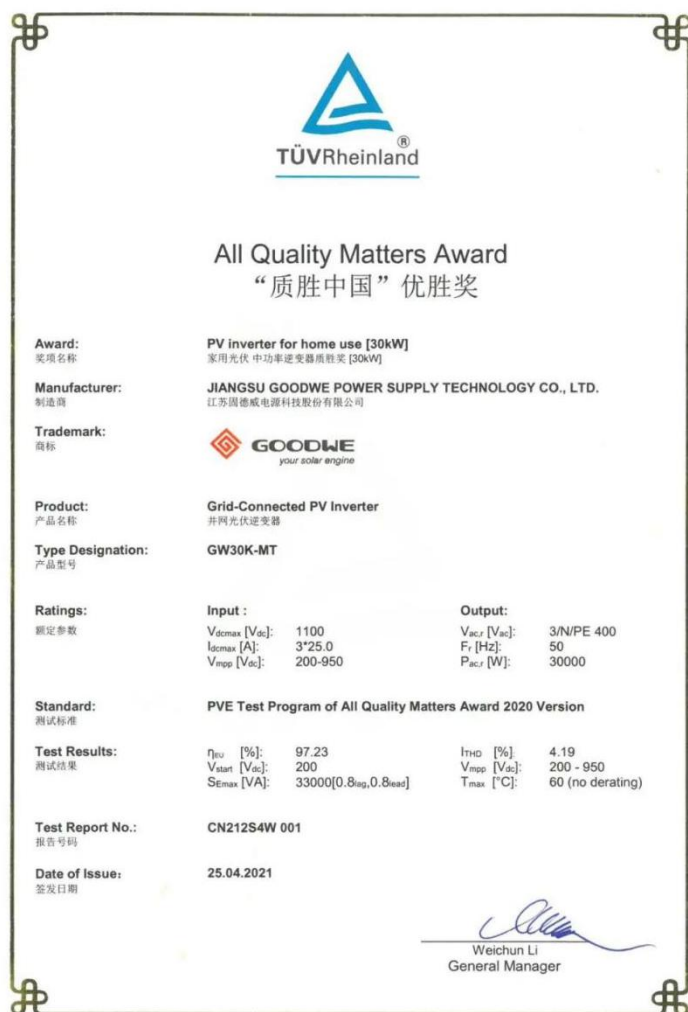 TÜVRheinland®
All Quality Matters Award
“质胜中国”优胜奖
Award: PV inverter for home use [30kW]
奖项名称 家用光伏 中功率逆变器质胜奖 [30kW]
Manufacturer: JIANGSU GOODWE POWER SUPPLY TECHNOLOGY CO., LTD.
制造商 江苏固德威电源科技股份有限公司
Trademark: GOODWE
商标 your solar engine
Product: Grid-Connected PV Inverter
产品名称 并网光伏逆变器
Type Designation: GW30K-MT
产品型号
Ratings: Input : Output:
额定参数 Vdcmax [Vdc]: 1100 Vac,r [Vac]: 3/N/PE 400
Idcmax [A]: 3*25.0 Fr [Hz]: 50
Vmpp [Vdc]: 200-950 Pac,r [W]: 30000
Standard: PVE Test Program of All Quality Matters Award 2020 Version
测试标准
Test Results: ηEU [%]: 97.23 ITHD [%]: 4.19
测试结果 Vstart [Vdc]: 200 Vmpp [Vdc]: 200 - 950
SEmax [VA]: 33000[0.8lag,0.8lead] Tmax [°C]: 60 (no derating)
Test Report No.: CN212S4W 001
报告号码
Date of Issue: 25.04.2021
签发日期
Weichun Li
General Manager